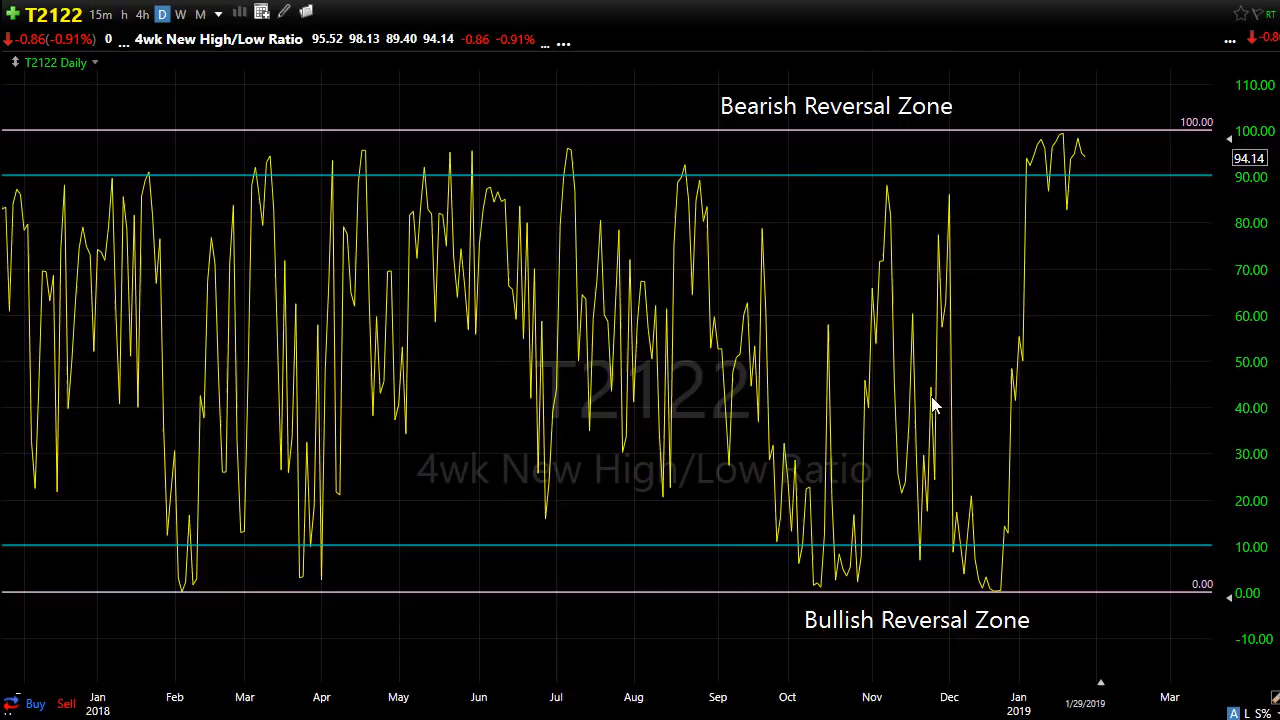 T2122 15m h 4h D W M RT
-0.86(-0.91%) 0 ... 4wk New High/Low Ratio 95.52 98.13 89.40 94.14 -0.86 -0.91% ... ... ... -0.8
T2122 Daily
110.00
Bearish Reversal Zone
100.00
100.00
94.14
90.00
80.00
70.00
60.00
50.00
T2122
40.00
4wk New High/Low Ratio
30.00
20.00
10.00
0.00
0.00
Bullish Reversal Zone
-10.00
Jan Feb Mar Apr May Jun Jul Aug Sep Oct Nov Dec Jan Mar
2018 2019 1/29/2019
Buy Sell
A L S%